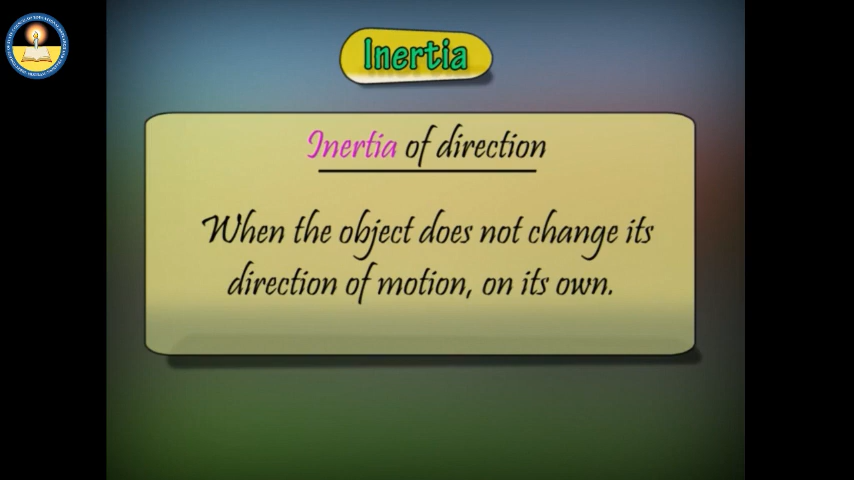 Inertia
Inertia of direction
When the object does not change its
direction of motion, on its own.